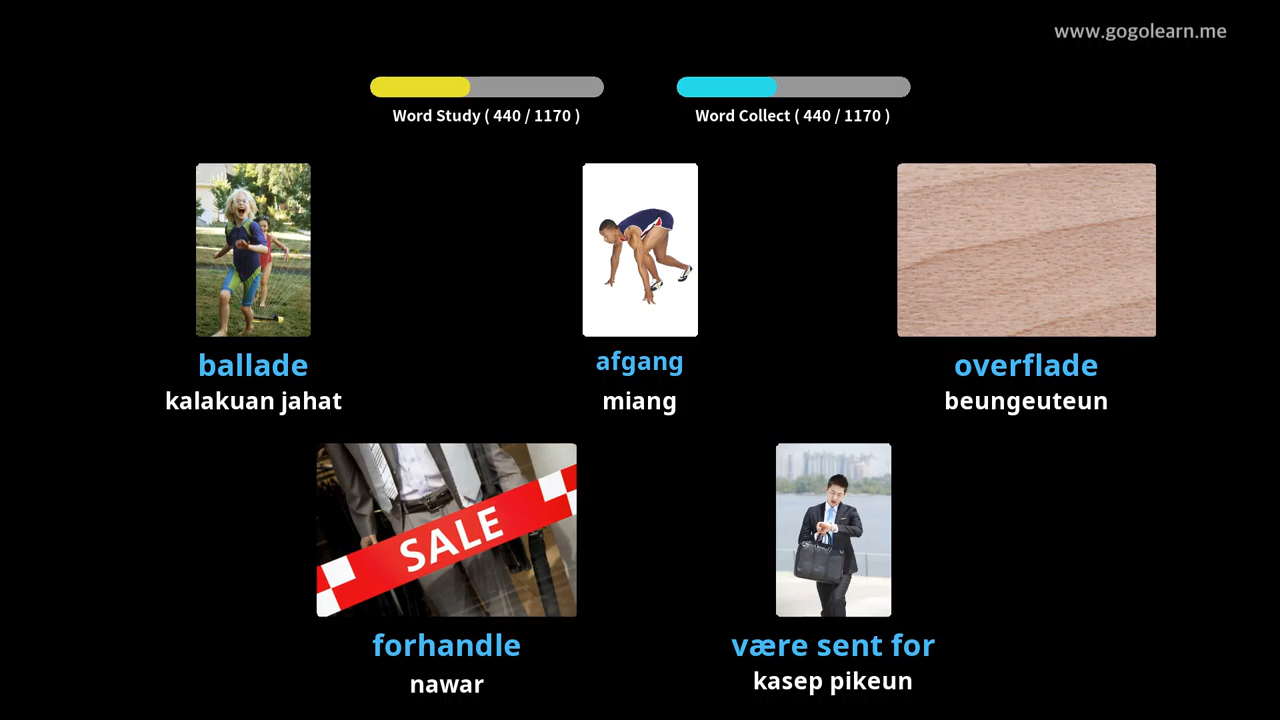 www.gogolearn.me
Word Study ( 440 / 1170 )
Word Collect ( 440 / 1170 )
ballade
kalakuan jahat
afgang
miang
overflade
beungeuteun
SALE
forhandle
nawar
være sent for
kasep pikeun